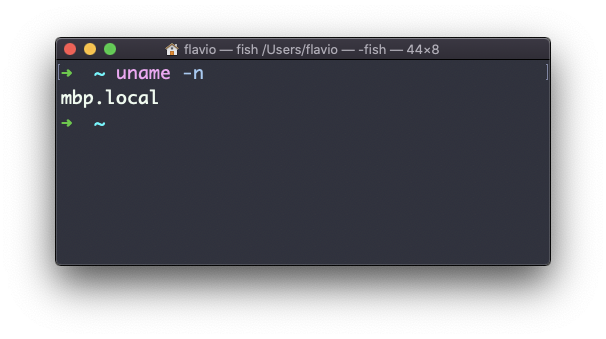 flavio — fish /Users/flavio — -fish — 44×8
➜ ~ uname -n
mbp.local
➜ ~